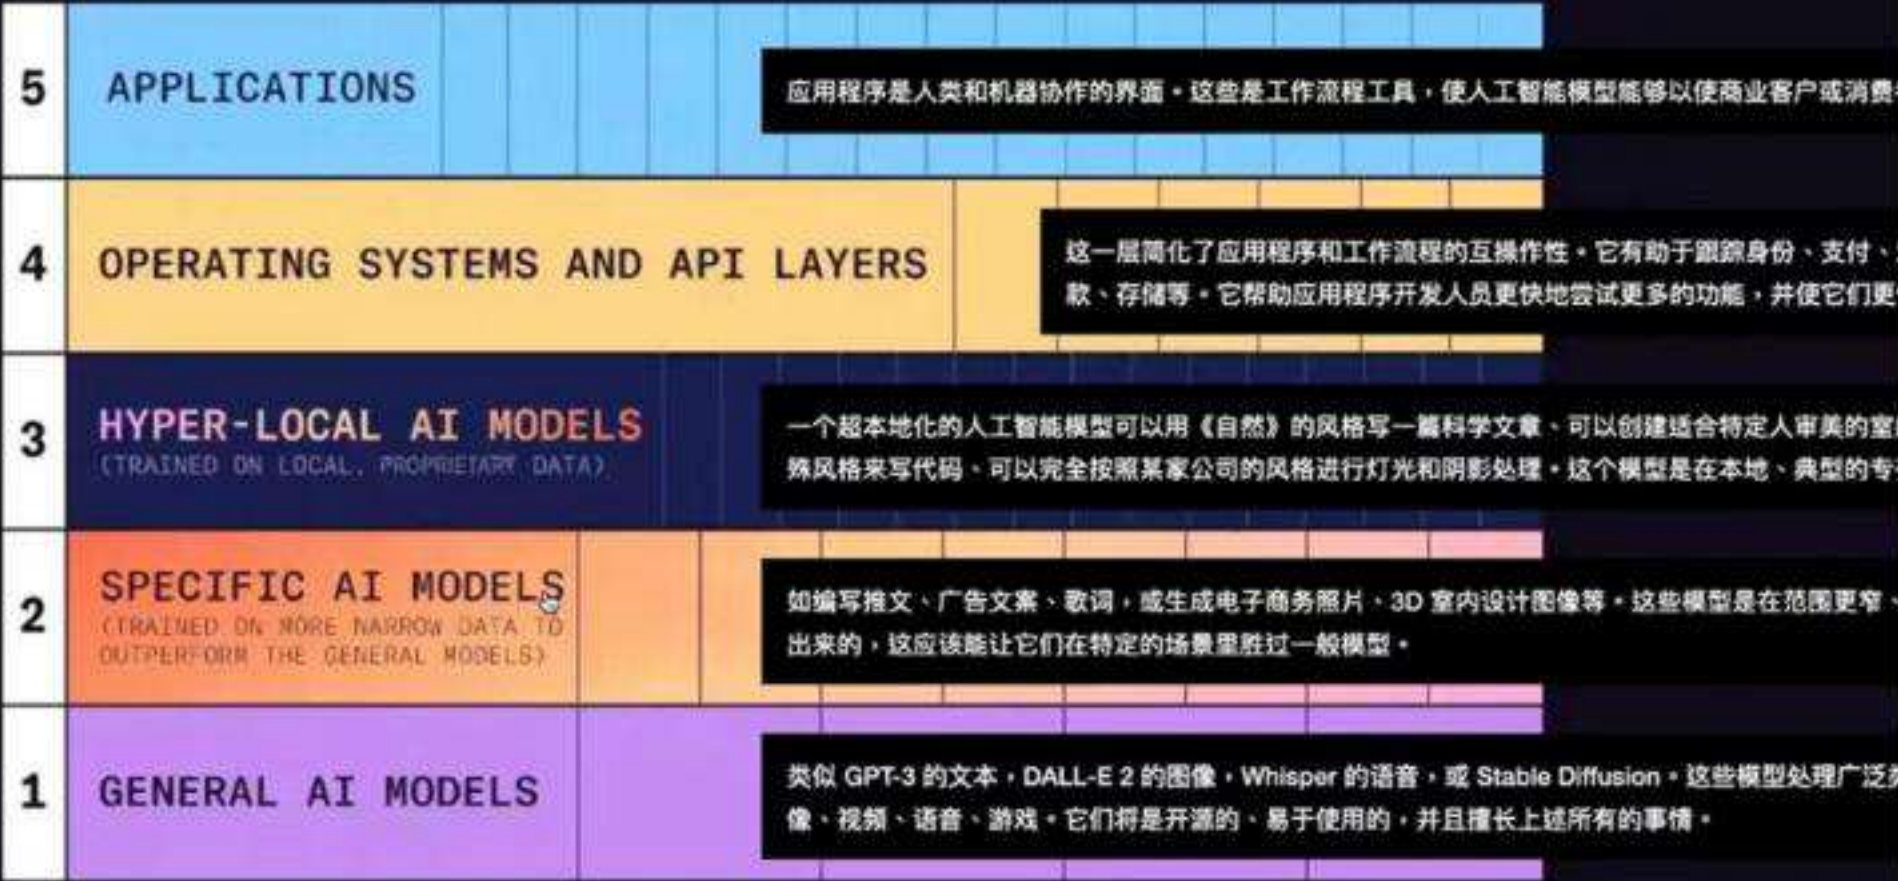 5
APPLICATIONS
应用程序是人类和机器协作的界面。这些是工作流程工具，使人工智能模型能够以使商业客户或消费
4
OPERATING SYSTEMS AND API LAYERS
这一层简化了应用程序和工作流程的互操作性。它有助于跟踪身份、支付、
款、存储等。它帮助应用程序开发人员更快地尝试更多的功能，并使它们更
3
HYPER-LOCAL AI MODELS
(TRAINED ON LOCAL, PROPRIETARY DATA)
一个超本地化的人工智能模型可以用《自然》的风格写一篇科学文章、可以创建适合特定人审美的室
殊风格来写代码、可以完全按照某家公司的风格进行灯光和阴影处理。这个模型是在本地、典型的专
2
SPECIFIC AI MODELS
(TRAINED ON MORE NARROW DATA TO
OUTPERFORM THE GENERAL MODELS)
如编写推文、广告文案、歌词，或生成电子商务照片、3D 室内设计图像等。这些模型是在范围更窄、
出来的，这应该能让它们在特定的场景里胜过一般模型。
1
GENERAL AI MODELS
类似 GPT-3 的文本，DALL-E 2 的图像，Whisper 的语音，或 Stable Diffusion。这些模型处理广泛
像、视频、语音、游戏。它们将是开源的、易于使用的，并且擅长上述所有的事情。